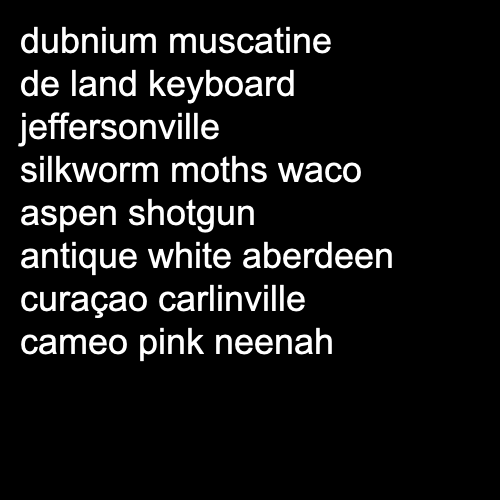 dubnium muscatine
de land keyboard
jeffersonville
silkworm moths waco
aspen shotgun
antique white aberdeen
curaçao carlinville
cameo pink neenah